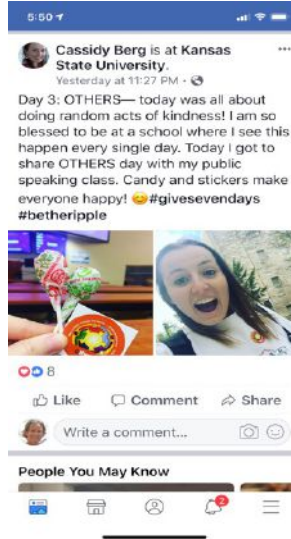 5:50
Cassidy Berg is at Kansas
State University.
Yesterday at 11:27 PM ·
Day 3: OTHERS— today was all about
doing random acts of kindness! I am so
blessed to be at a school where I see this
happen every single day. Today I got to
share OTHERS day with my public
speaking class. Candy and stickers make
everyone happy! 😊#givesevendays
#betheripple
8
Like Comment Share
Write a comment...
People You May Know
2